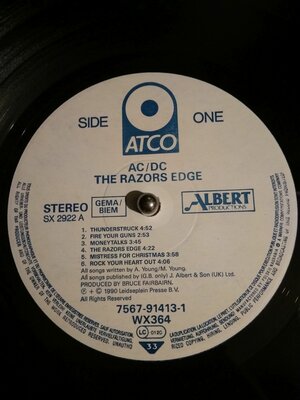 SIDE ONE
ATCO
AC/DC
THE RAZORS EDGE
STEREO
SX 2922 A
GEMA/
BIEM
ALBERT
PRODUCTIONS
1. THUNDERSTRUCK 4:52
2. FIRE YOUR GUNS 2:53
3. MONEYTALKS 3:45
4. THE RAZORS EDGE 4:22
5. MISTRESS FOR CHRISTMAS 3:58
6. ROCK YOUR HEART OUT 4:06
All songs written by A. Young/M. Young.
All songs published by (G.B. only) J. Albert & Son (UK) Ltd.
All Rights Reserved.
PRODUCED BY BRUCE FAIRBAIRN.
℗ + © 1990 Leidseplein Presse B.V.
7567-91413-1
WX364
LC 0120
33